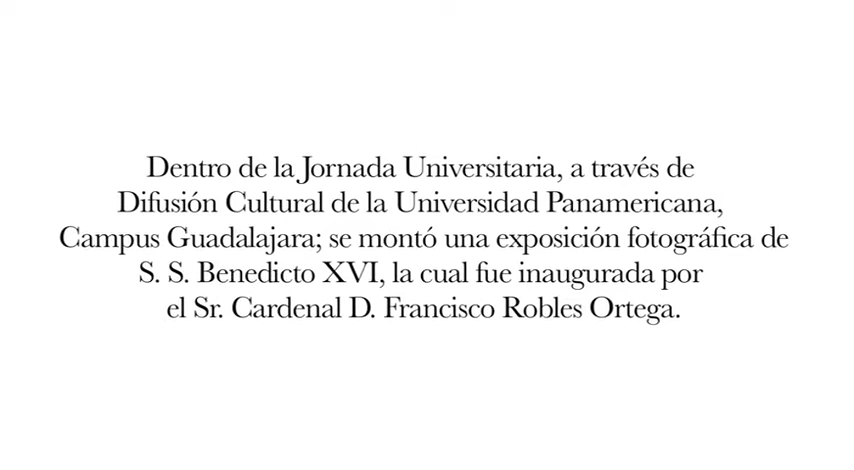 Dentro de la Jornada Universitaria, a través de
Difusión Cultural de la Universidad Panamericana,
Campus Guadalajara; se montó una exposición fotográfica de
S. S. Benedicto XVI, la cual fue inaugurada por
el Sr. Cardenal D. Francisco Robles Ortega.